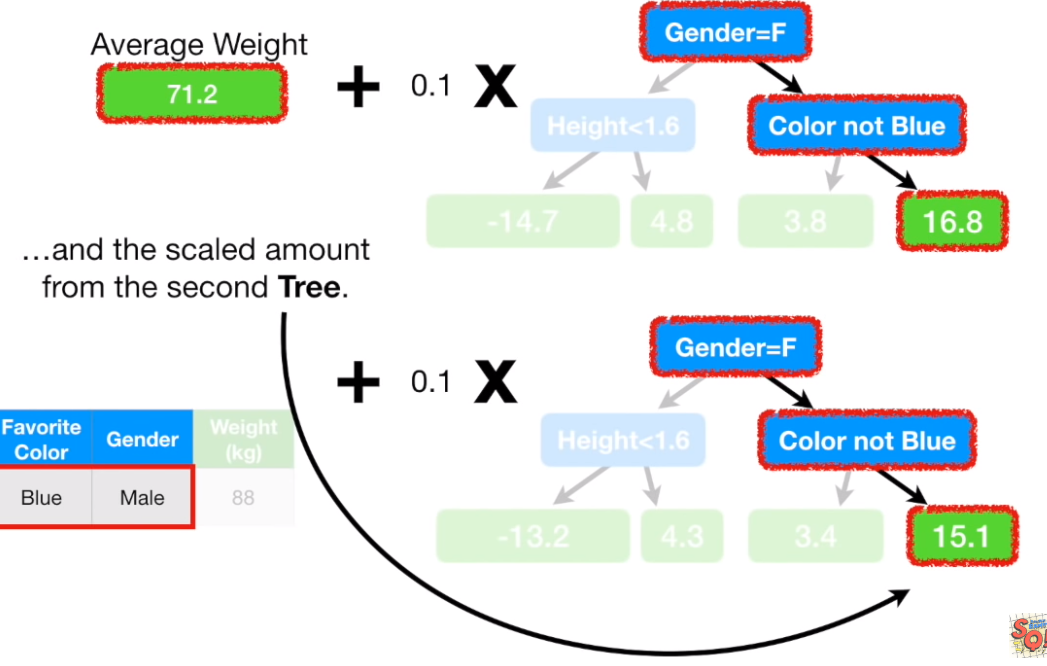 Average Weight
71.2
+ 0.1 X
Gender=F
Height<1.6
Color not Blue
-14.7
4.8
3.8
16.8
…and the scaled amount
from the second Tree.
+ 0.1 X
Gender=F
Height<1.6
Color not Blue
-13.2
4.3
3.4
15.1
Favorite
Color
Gender
Weight
(kg)
Blue
Male
88